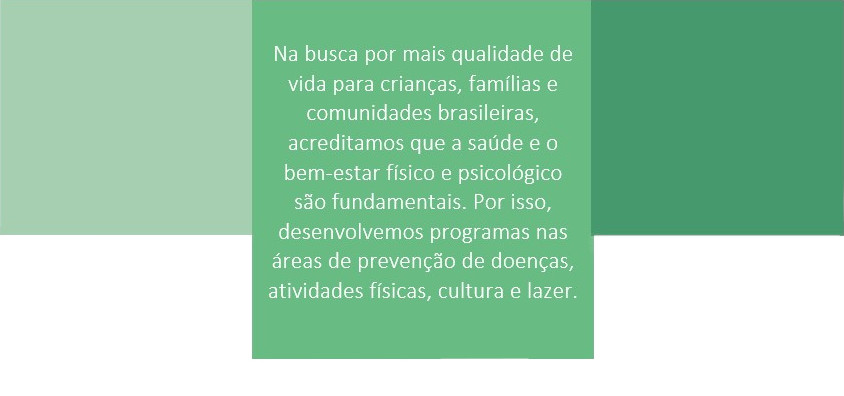 Na busca por mais qualidade de
vida para crianças, famílias e
comunidades brasileiras,
acreditamos que a saúde e o
bem-estar físico e psicológico
são fundamentais. Por isso,
desenvolvemos programas nas
áreas de prevenção de doenças,
atividades físicas, cultura e lazer.